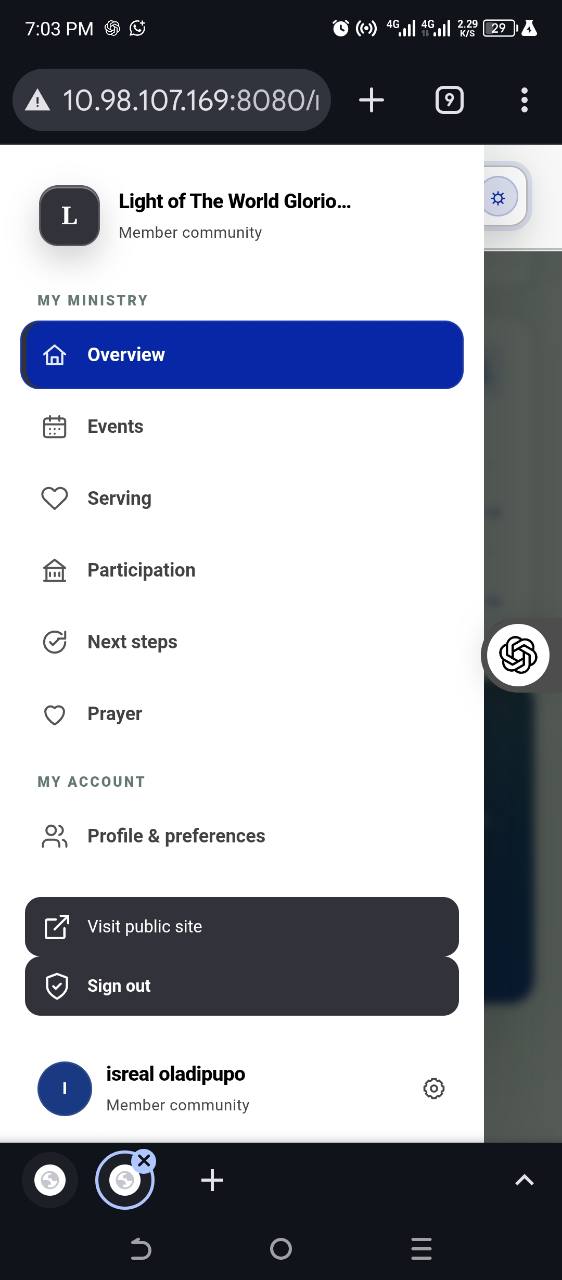 7:03 PM
4G 4G 2.29 K/S 29
10.98.107.169:8080/
9
L
Light of The World Glorio...
Member community
MY MINISTRY
Overview
Events
Serving
Participation
Next steps
Prayer
MY ACCOUNT
Profile & preferences
Visit public site
Sign out
I
isreal oladipupo
Member community